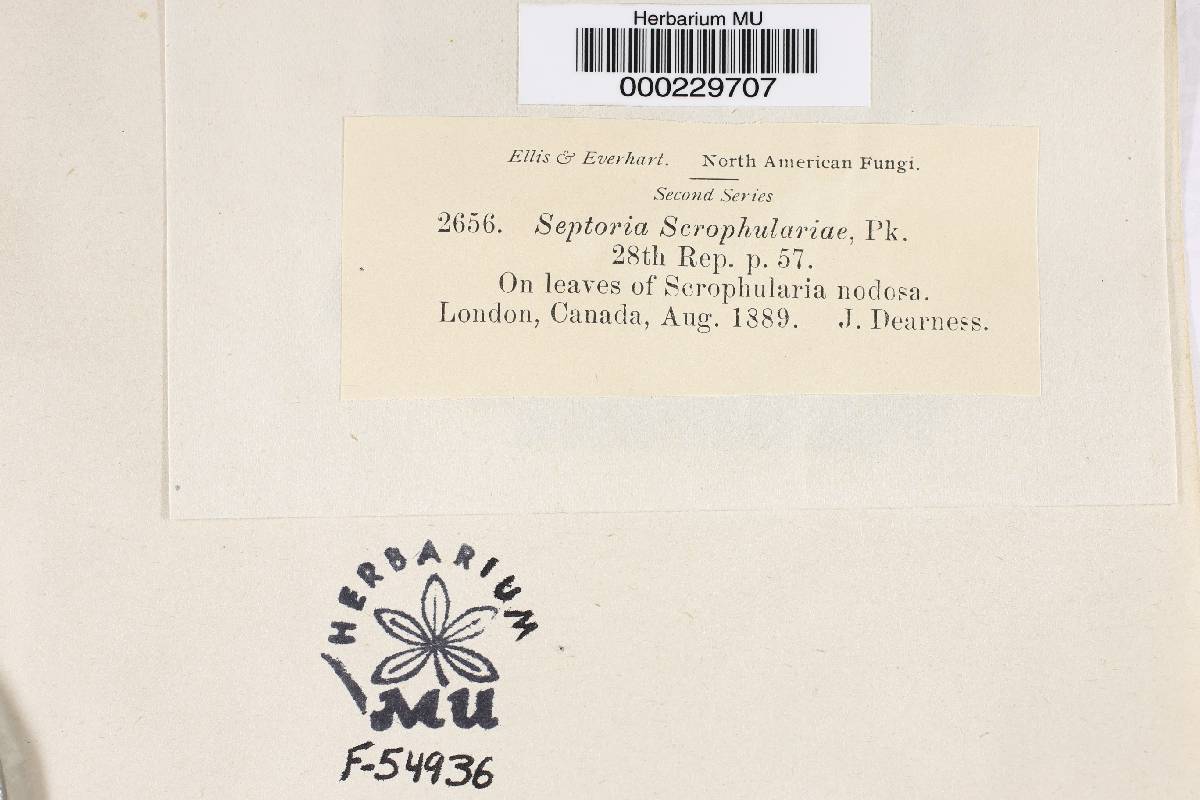 Herbarium MU
000229707
Ellis & Everhart. North American Fungi.
Second Series
2656. Septoria Scrophulariae, Pk.
28th Rep. p. 57.
On leaves of Scrophularia nodosa.
London, Canada, Aug. 1889. J. Dearness.
HERBARIUM
MU
F-54936